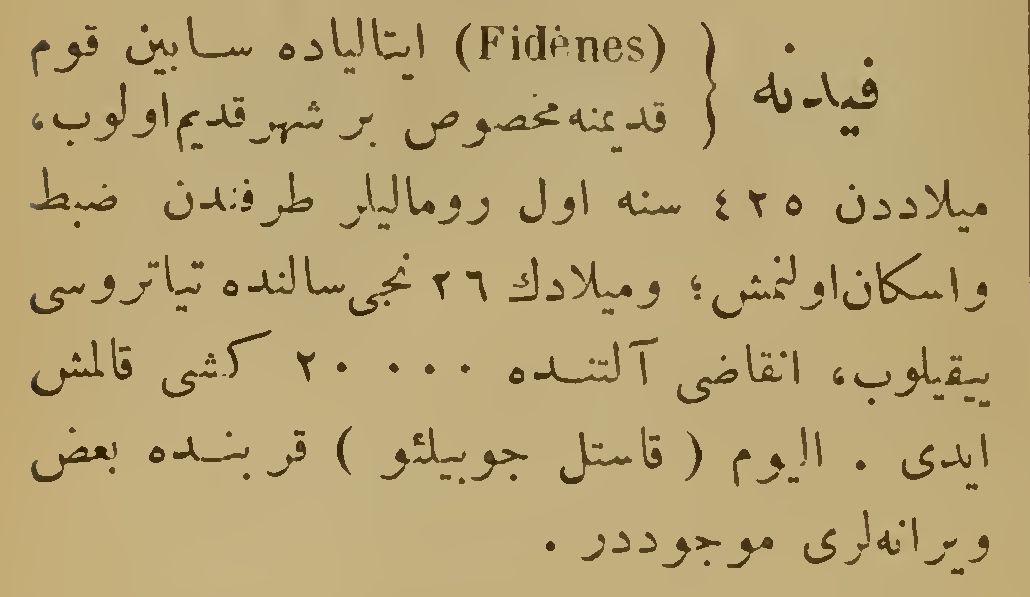 فیدنه { (Fidènes) ایتالیاده سابین قوم
قدیمنه مخصوص بر شهر قدیم اولوب،
میلاددن ٤٢٥ سنه اول رومالیلر طرفندن ضبط
واسکان اولنمش؛ ومیلادك ٢٦ نجی سالنده تیاتروسی
ییقیلوب، انقاضی آلتنده ٢٠٠٠٠ کشی قالمش
ایدی. الیوم (قاستل جوبیلئو) قربنده بعض
ویرانه‌لری موجوددر.